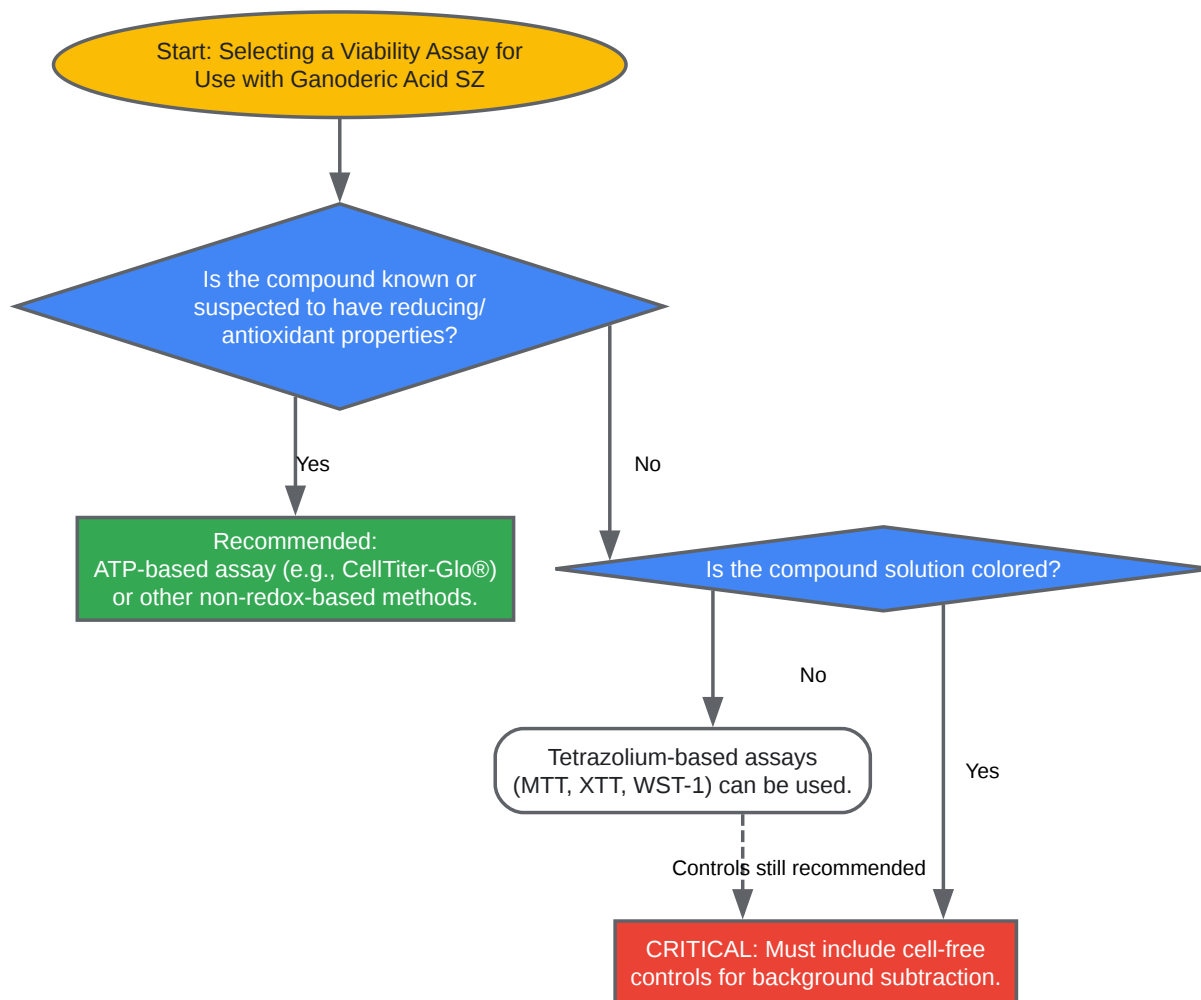 Start: Selecting a Viability Assay for
Use with Ganoderic Acid SZ
Is the compound known or
suspected to have reducing/
antioxidant properties?
Yes
No
Recommended:
ATP-based assay (e.g., CellTiter-Glo®)
or other non-redox-based methods.
Is the compound solution colored?
No
Yes
Tetrazolium-based assays
(MTT, XTT, WST-1) can be used.
Controls still recommended
CRITICAL: Must include cell-free
controls for background subtraction.